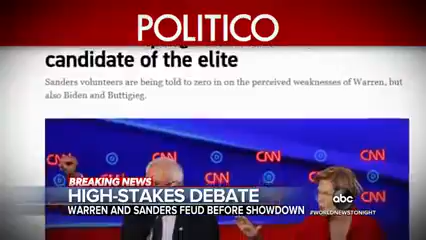 POLITICO
candidate of the elite
Sanders volunteers are being told to zero in on the perceived weaknesses of Warren, but
also Biden and Buttigieg.
CNN
CNN
CNN
CNN
BREAKING NEWS
HIGH-STAKES DEBATE
WARREN AND SANDERS FEUD BEFORE SHOWDOWN
abc
#WORLDNEWSTONIGHT